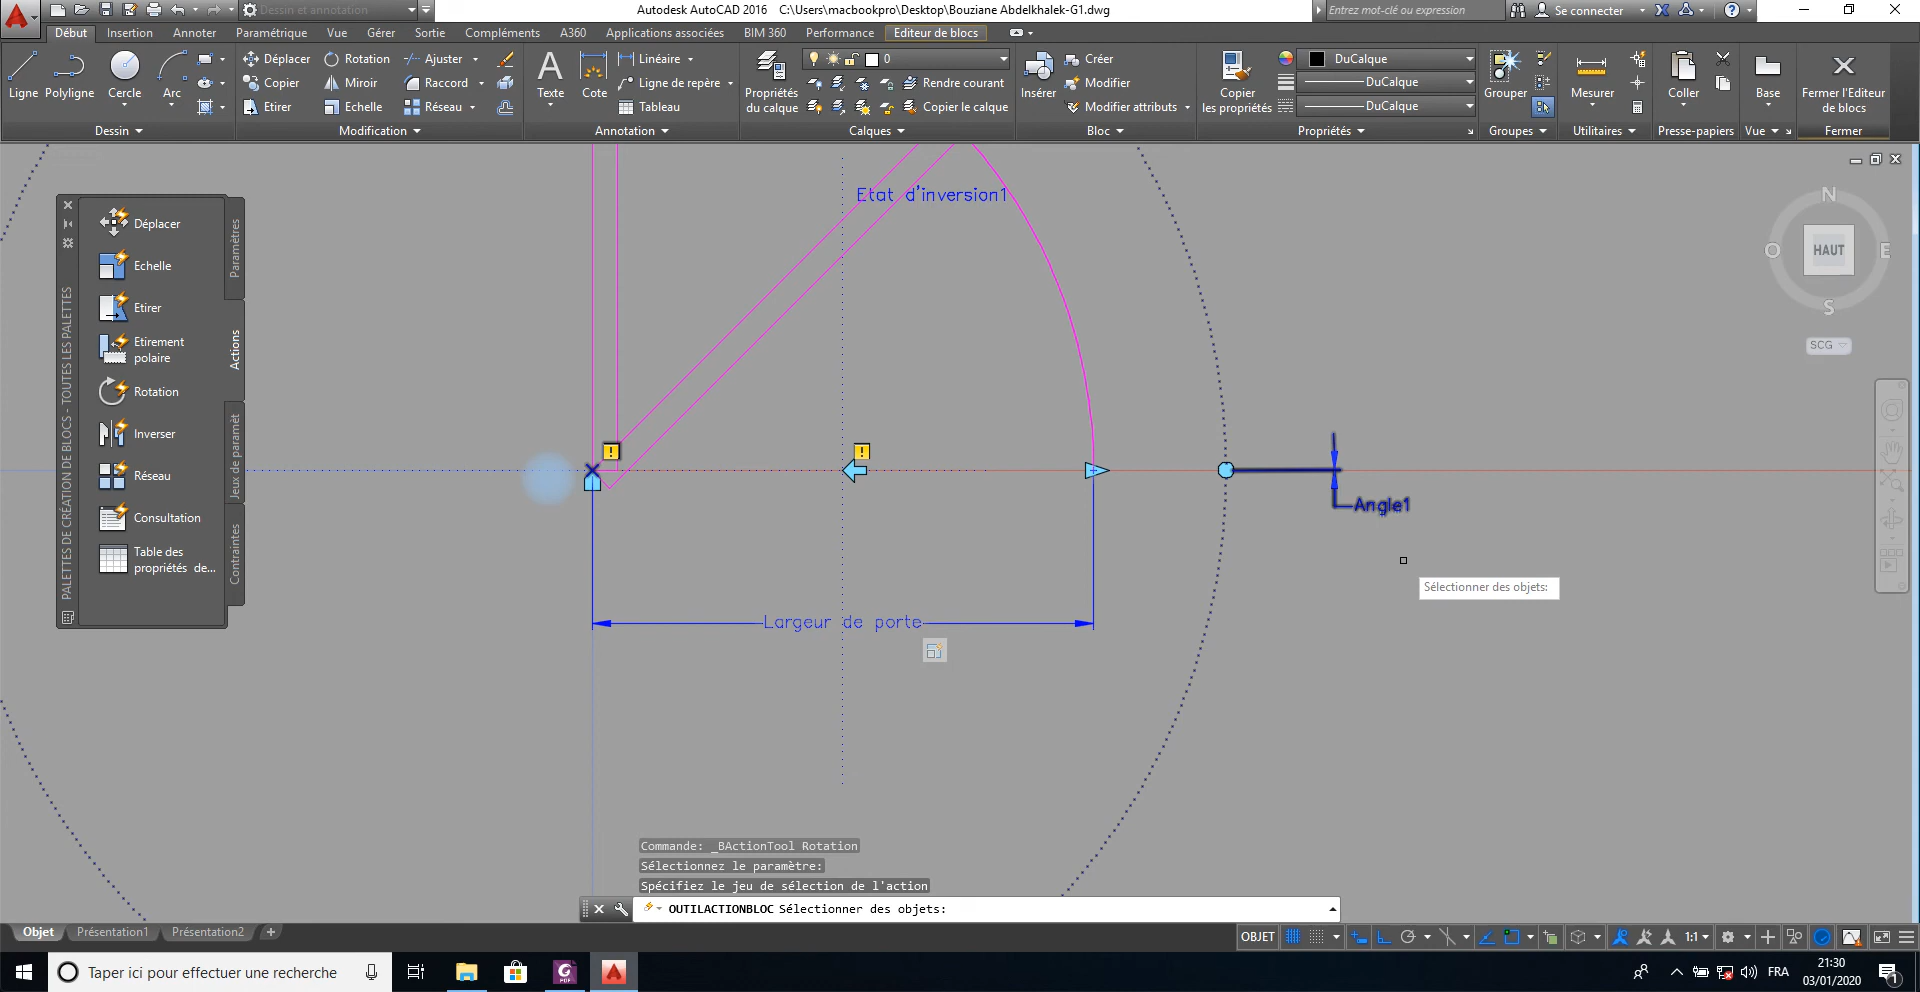 Dessin et annotation
Autodesk AutoCAD 2016 C:\Users\macbookpro\Desktop\Bouziane Abdelkhalek-G1.dwg
Entrez mot-clé ou expression
Se connecter
Début Insertion Annoter Paramétrique Vue Gérer Sortie Compléments A360 Applications associées BIM 360 Performance Editeur de blocs
Ligne Polyligne Cercle Arc
Dessin
Déplacer Rotation Ajuster
Copier Miroir Raccord
Etirer Echelle Réseau
Modification
Texte Cote
Linéaire
Ligne de repère
Tableau
Annotation
Propriétés
du calque
0
Rendre courant
Copier le calque
Calques
Insérer
Créer
Modifier
Modifier attributs
Bloc
Copier
les propriétés
DuCalque
DuCalque
DuCalque
Propriétés
Grouper
Groupes
Mesurer
Utilitaires
Coller
Presse-papiers
Base
Vue
Fermer l'Editeur
de blocs
Fermer
PALETTES DE CRÉATION DE BLOCS - TOUTES LES PALETTES
Déplacer
Echelle
Etirer
Etirement
polaire
Rotation
Inverser
Réseau
Consultation
Table des
propriétés de...
Paramètres
Actions
Jeux de paramèt
Contraintes
Etat d'inversion1
N
O HAUT E
S
SCG
Angle1
Sélectionner des objets:
Largeur de porte
Commande: _BActionTool Rotation
Sélectionnez le paramètre:
Spécifiez le jeu de sélection de l'action
OUTILACTIONBLOC Sélectionner des objets:
Objet Présentation1 Présentation2 +
OBJET 1:1
Taper ici pour effectuer une recherche
PDF
FRA
21:30
03/01/2020
1